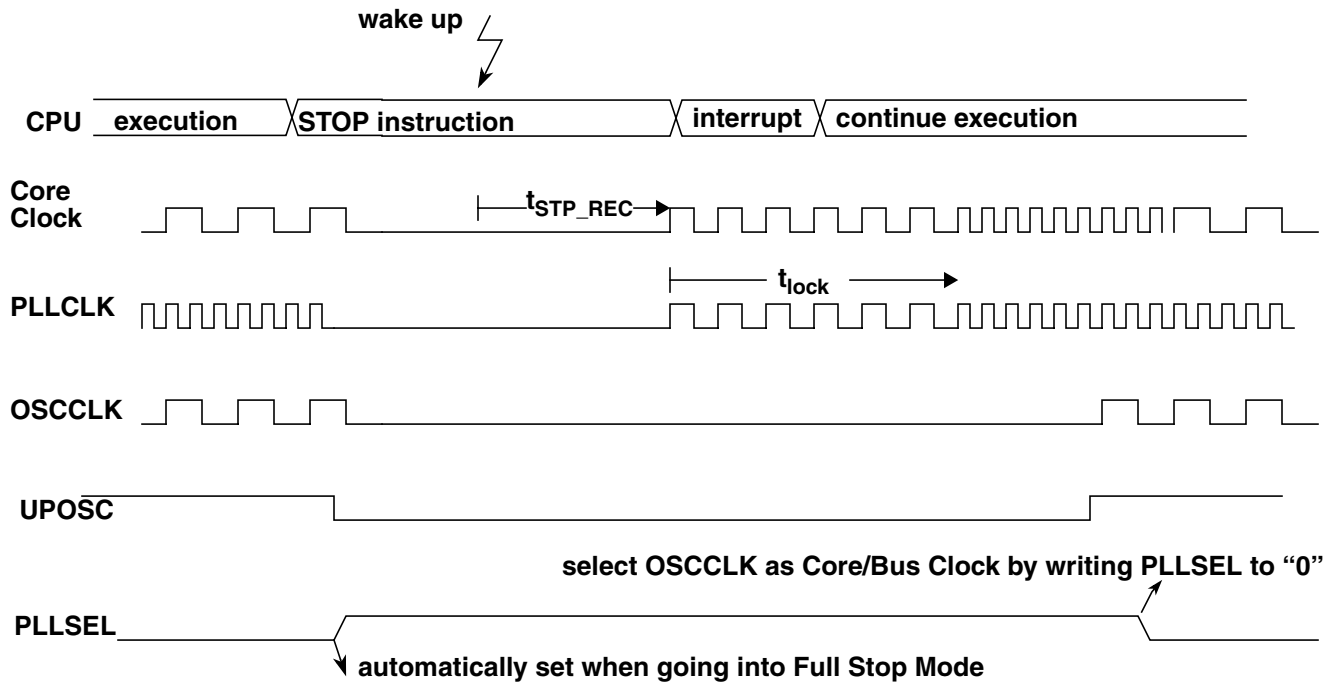 wake up
CPU execution STOP instruction interrupt continue execution
Core
Clock
tSTP_REC
tlock
PLLCLK
OSCCLK
UPOSC
select OSCCLK as Core/Bus Clock by writing PLLSEL to “0”
PLLSEL
automatically set when going into Full Stop Mode